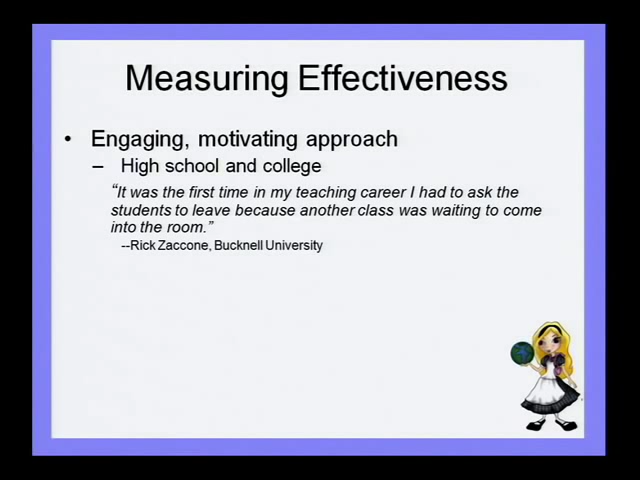 Measuring Effectiveness
• Engaging, motivating approach
– High school and college
“It was the first time in my teaching career I had to ask the
students to leave because another class was waiting to come
into the room.”
--Rick Zaccone, Bucknell University